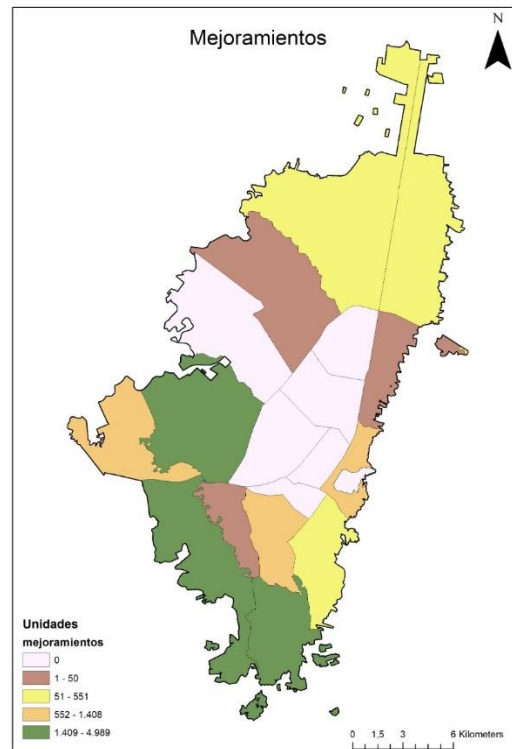 Mejoramientos
N
Unidades
mejoramientos
0
1 - 50
51 - 551
552 - 1.408
1.409 - 4.989
0 1,5 3 6 Kilometers